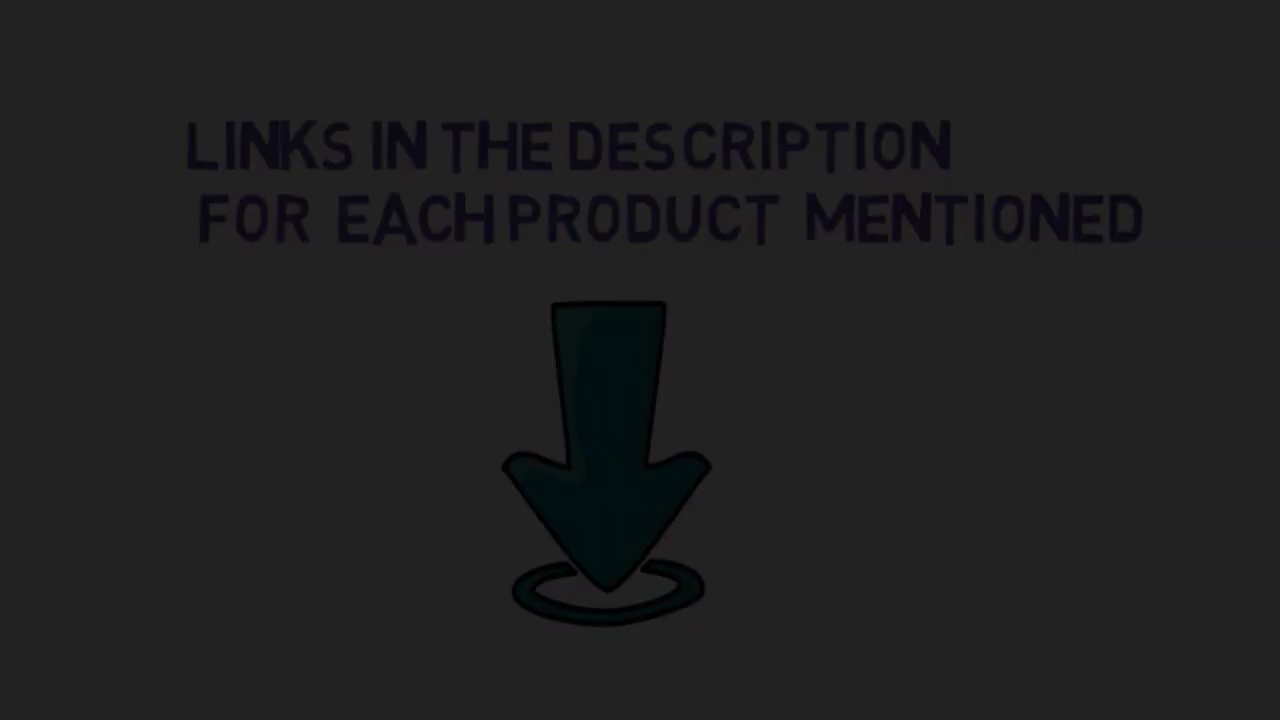 LINKS IN THE DESCRIPTION
FOR EACH PRODUCT MENTIONED